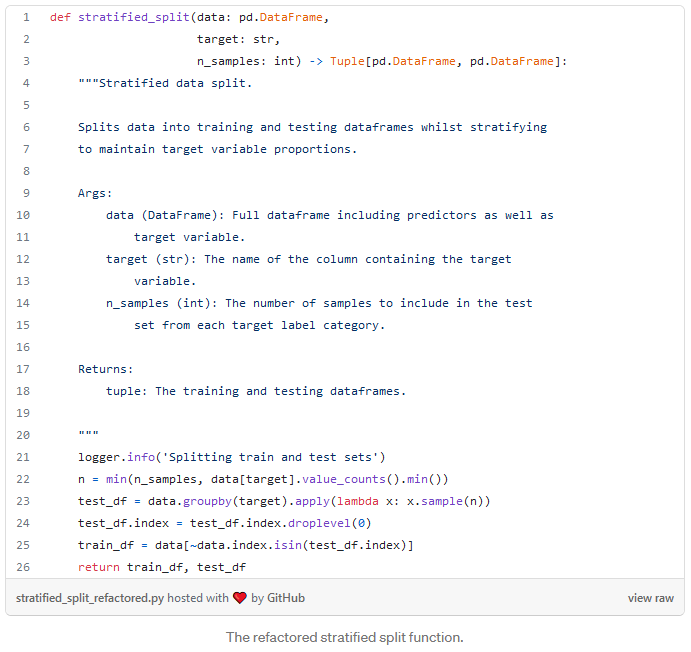 1 def stratified_split(data: pd.DataFrame,
2 target: str,
3 n_samples: int) -> Tuple[pd.DataFrame, pd.DataFrame]:
4 """Stratified data split.
5
6 Splits data into training and testing dataframes whilst stratifying
7 to maintain target variable proportions.
8
9 Args:
10 data (DataFrame): Full dataframe including predictors as well as
11 target variable.
12 target (str): The name of the column containing the target
13 variable.
14 n_samples (int): The number of samples to include in the test
15 set from each target label category.
16
17 Returns:
18 tuple: The training and testing dataframes.
19
20 """
21 logger.info('Splitting train and test sets')
22 n = min(n_samples, data[target].value_counts().min())
23 test_df = data.groupby(target).apply(lambda x: x.sample(n))
24 test_df.index = test_df.index.droplevel(0)
25 train_df = data[~data.index.isin(test_df.index)]
26 return train_df, test_df
stratified_split_refactored.py hosted with ❤ by GitHub view raw
The refactored stratified split function.